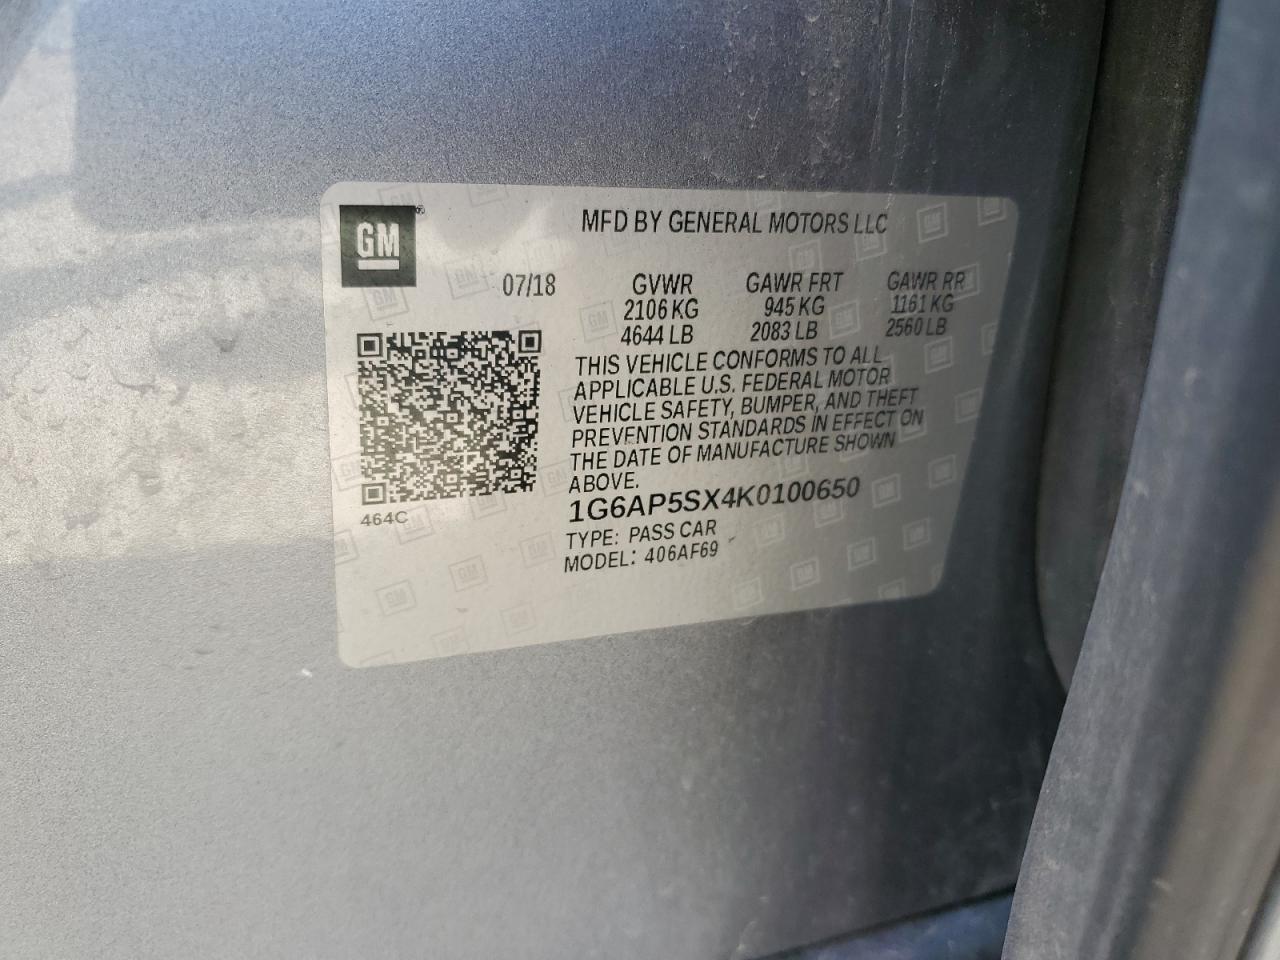 GM
®
MFD BY GENERAL MOTORS LLC
07/18 GVWR GAWR FRT GAWR RR
2106 KG 945 KG 1161 KG
4644 LB 2083 LB 2560 LB
THIS VEHICLE CONFORMS TO ALL
APPLICABLE U.S. FEDERAL MOTOR
VEHICLE SAFETY, BUMPER, AND THEFT
PREVENTION STANDARDS IN EFFECT ON
THE DATE OF MANUFACTURE SHOWN
ABOVE.
464C
1G6AP5SX4K0100650
TYPE: PASS CAR
MODEL: 406AF69